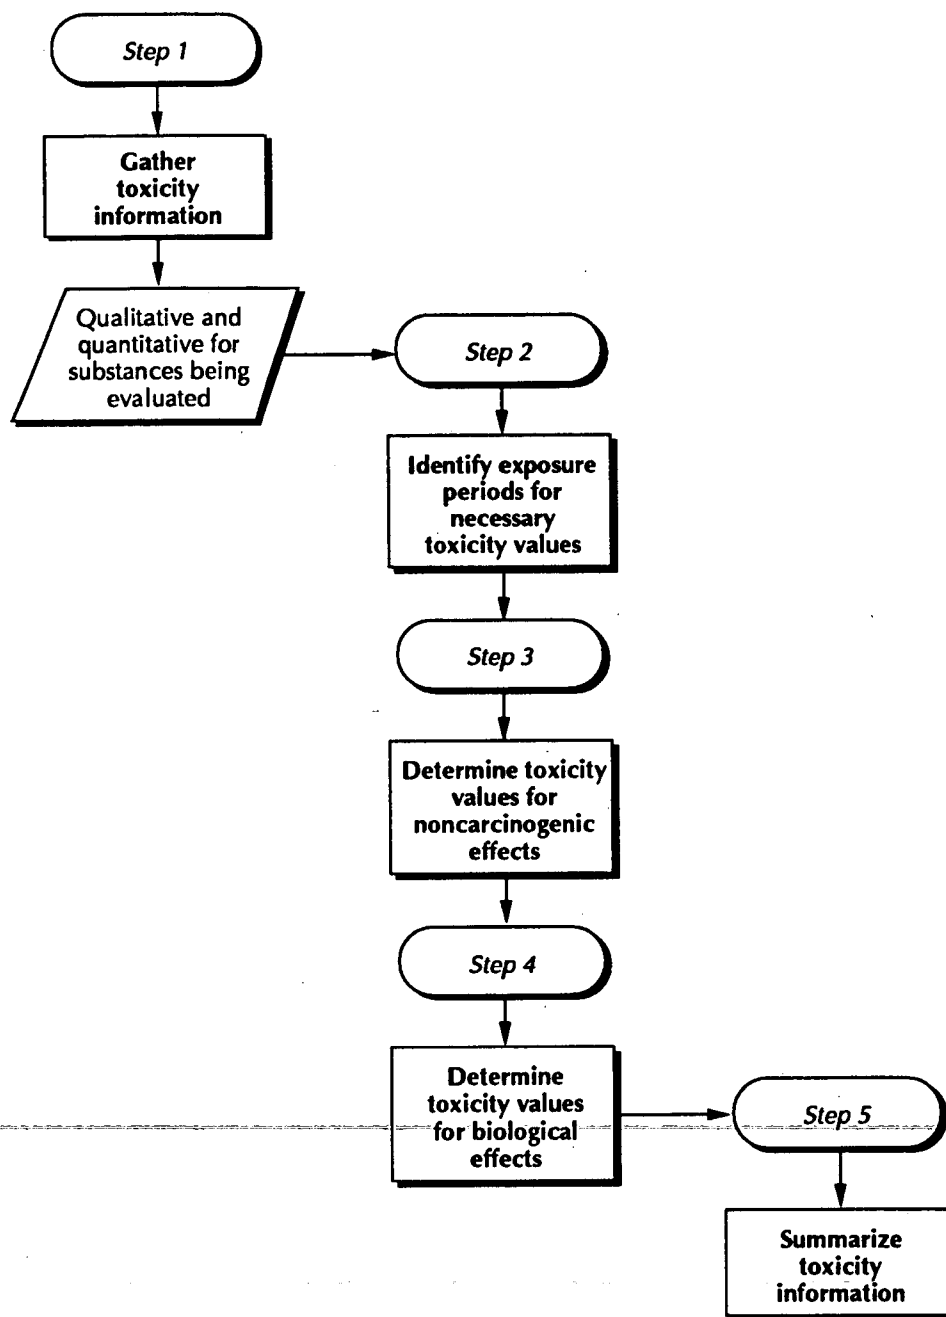 Step 1
Gather
toxicity
information
Qualitative and
quantitative for
substances being
evaluated
Step 2
Identify exposure
periods for
necessary
toxicity values
Step 3
Determine toxicity
values for
noncarcinogenic
effects
Step 4
Determine
toxicity values
for biological
effects
Step 5
Summarize
toxicity
information